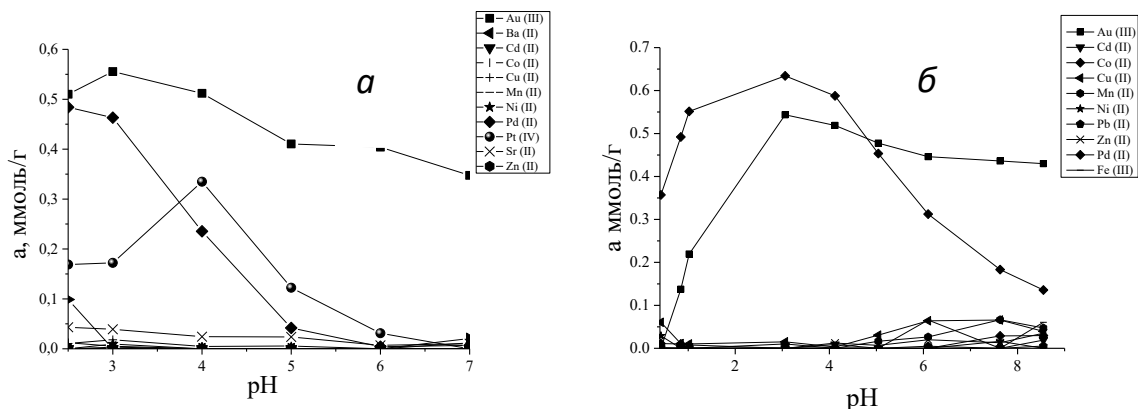 Au (III)
Ba (II)
Cd (II)
Co (II)
Cu (II)
Mn (II)
Ni (II)
Pd (II)
Pt (IV)
Sr (II)
Zn (II)
а
0,6
0,5
0,4
0,3
0,2
0,1
0,0
a, ммоль/г
3 4 5 6 7
pH
Au (III)
Cd (II)
Co (II)
Cu (II)
Mn (II)
Ni (II)
Pb (II)
Zn (II)
Pd (II)
Fe (III)
б
0.7
0.6
0.5
0.4
0.3
0.2
0.1
0.0
a ммоль/г
2 4 6 8
pH